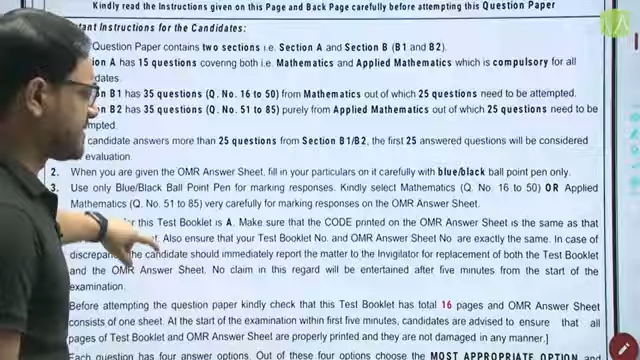 Kindly read the Instructions given on this Page and Back Page carefully before attempting this Question Paper
tant Instructions for the Candidates:
Question Paper contains two sections i.e. Section A and Section B (B1 and B2).
ion A has 15 questions covering both i.e. Mathematics and Applied Mathematics which is compulsory for all
dates.
n B1 has 35 questions (Q. No. 16 to 50) from Mathematics out of which 25 questions need to be attempted.
n B2 has 35 questions (Q. No. 51 to 85) purely from Applied Mathematics out of which 25 questions need to be
mpted.
candidate answers more than 25 questions from Section B1/B2, the first 25 answered questions will be considered
evaluation.
2. When you are given the OMR Answer Sheet, fill in your particulars on it carefully with blue/black ball point pen only.
3. Use only Blue/Black Ball Point Pen for marking responses. Kindly select Mathematics (Q. No. 16 to 50) OR Applied
Mathematics (Q. No. 51 to 85) very carefully for marking responses on the OMR Answer Sheet.
this Test Booklet is A. Make sure that the CODE printed on the OMR Answer Sheet is the same as that
Also ensure that your Test Booklet No. and OMR Answer Sheet No are exactly the same. In case of
discrepan the candidate should immediately report the matter to the Invigilator for replacement of both the Test Booklet
and the OMR Answer Sheet. No claim in this regard will be entertained after five minutes from the start of the
examination.
Before attempting the question paper kindly check that this Test Booklet has total 16 pages and OMR Answer Sheet
consists of one sheet. At the start of the examination within first five minutes, candidates are advised to ensure that all
pages of Test Booklet and OMR Answer Sheet are properly printed and they are not damaged in any manner.]
Each question has four answer options. Out of these four options choose the MOST APPROPRIATE OPTION and